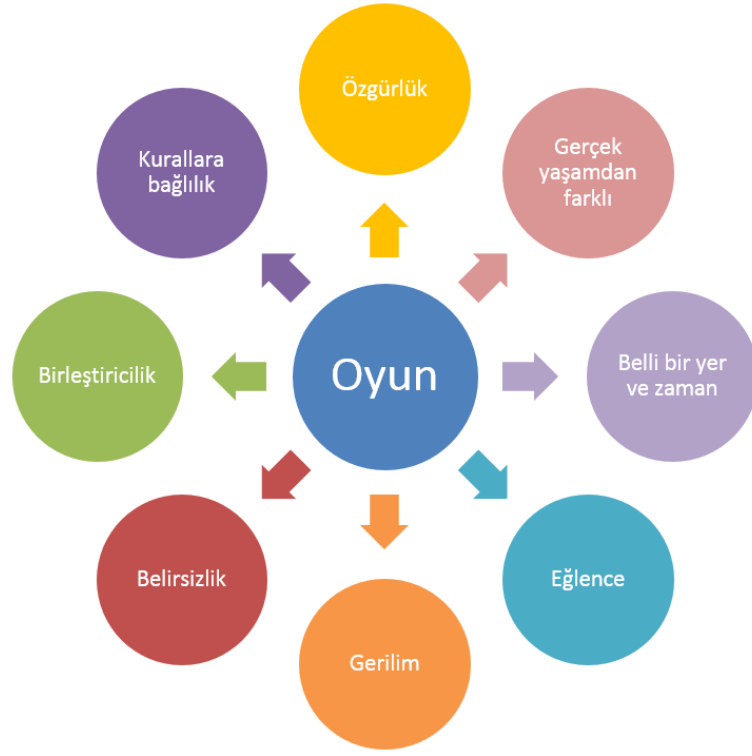 Özgürlük
Gerçek
yaşamdan
farklı
Belli bir yer
ve zaman
Eğlence
Gerilim
Belirsizlik
Birleştiricilik
Kurallara
bağlılık
Oyun